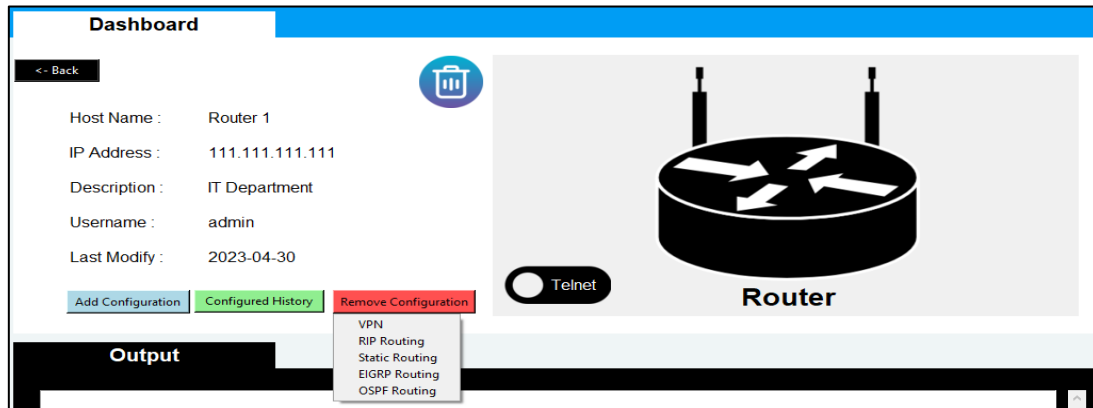 Dashboard
<- Back
Host Name : Router 1
IP Address : 111.111.111.111
Description : IT Department
Username : admin
Last Modify : 2023-04-30
Add Configuration Configured History Remove Configuration
VPN
RIP Routing
Static Routing
EIGRP Routing
OSPF Routing
Telnet
Router
Output